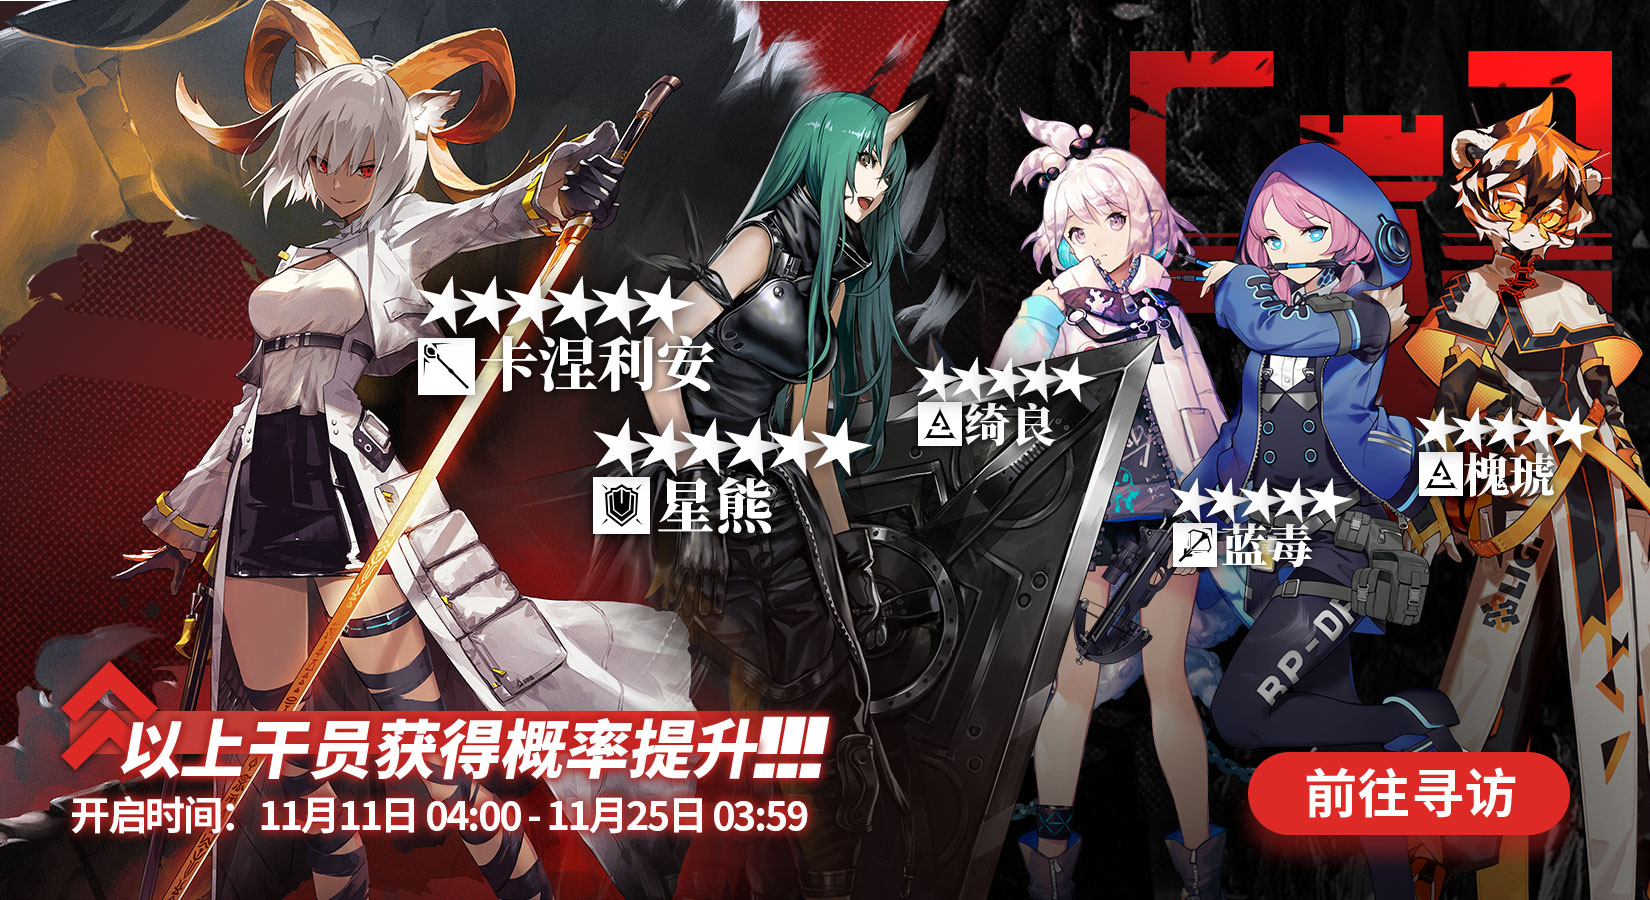 卡涅利安
星熊
绮良
蓝毒
槐琥
RP-DA
以上干员获得概率提升!!!
开启时间：11月11日 04:00 - 11月25日 03:59
前往寻访